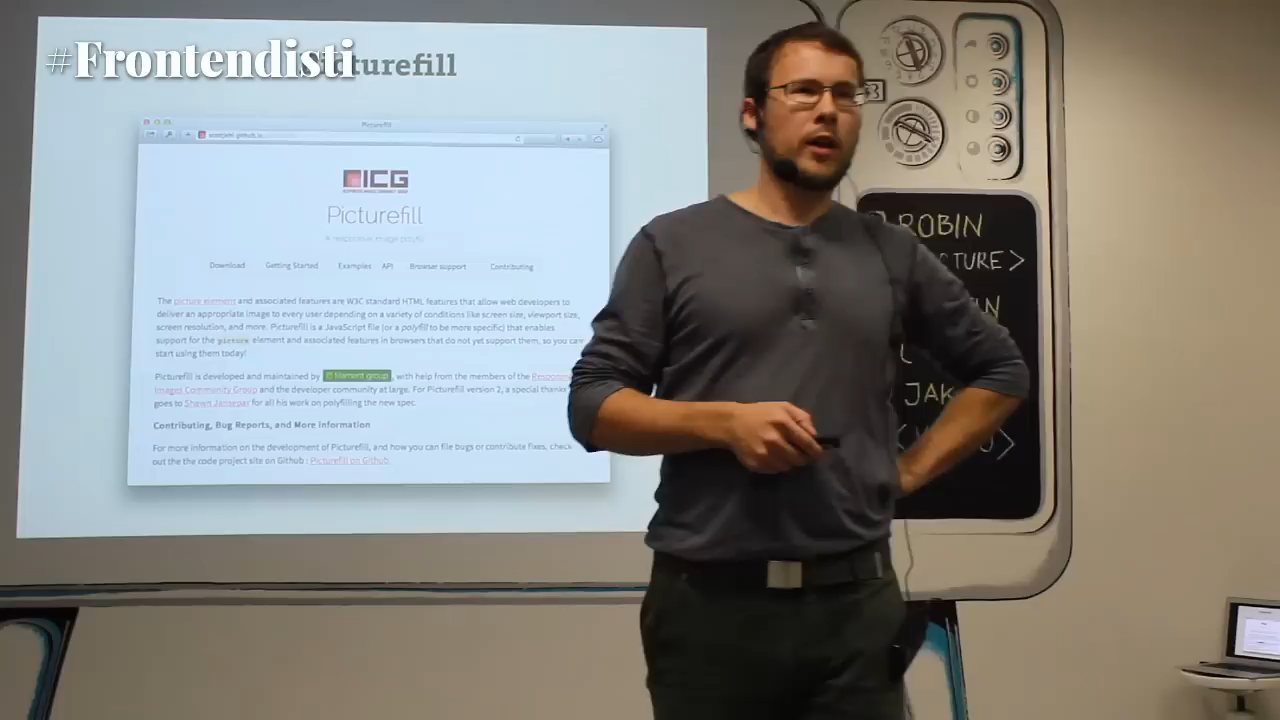 #Frontendisti
Picturefill
ICG
Picturefill
A responsive image polyfill
Download Getting Started Examples API Browser support Contributing
The picture element and associated features are W3C standard HTML features that allow web developers to
deliver an appropriate image to every user depending on a variety of conditions like screen size, viewport size,
screen resolution, and more. Picturefill is a JavaScript file (or a polyfill to be more specific) that enables
support for the picture element and associated features in browsers that do not yet support them, so you can
start using them today!
Picturefill is developed and maintained by filament group, with help from the members of the Respons
Images Community Group and the developer community at large. For Picturefill version 2, a special thanks
goes to Shawn Jansepar for all his work on polyfilling the new spec.
Contributing, Bug Reports, and More Information
For more information on the development of Picturefill, and how you can file bugs or contribute fixes, check
out the the code project site on Github : Picturefill on Github.
ROBIN
CTURE>
JAK